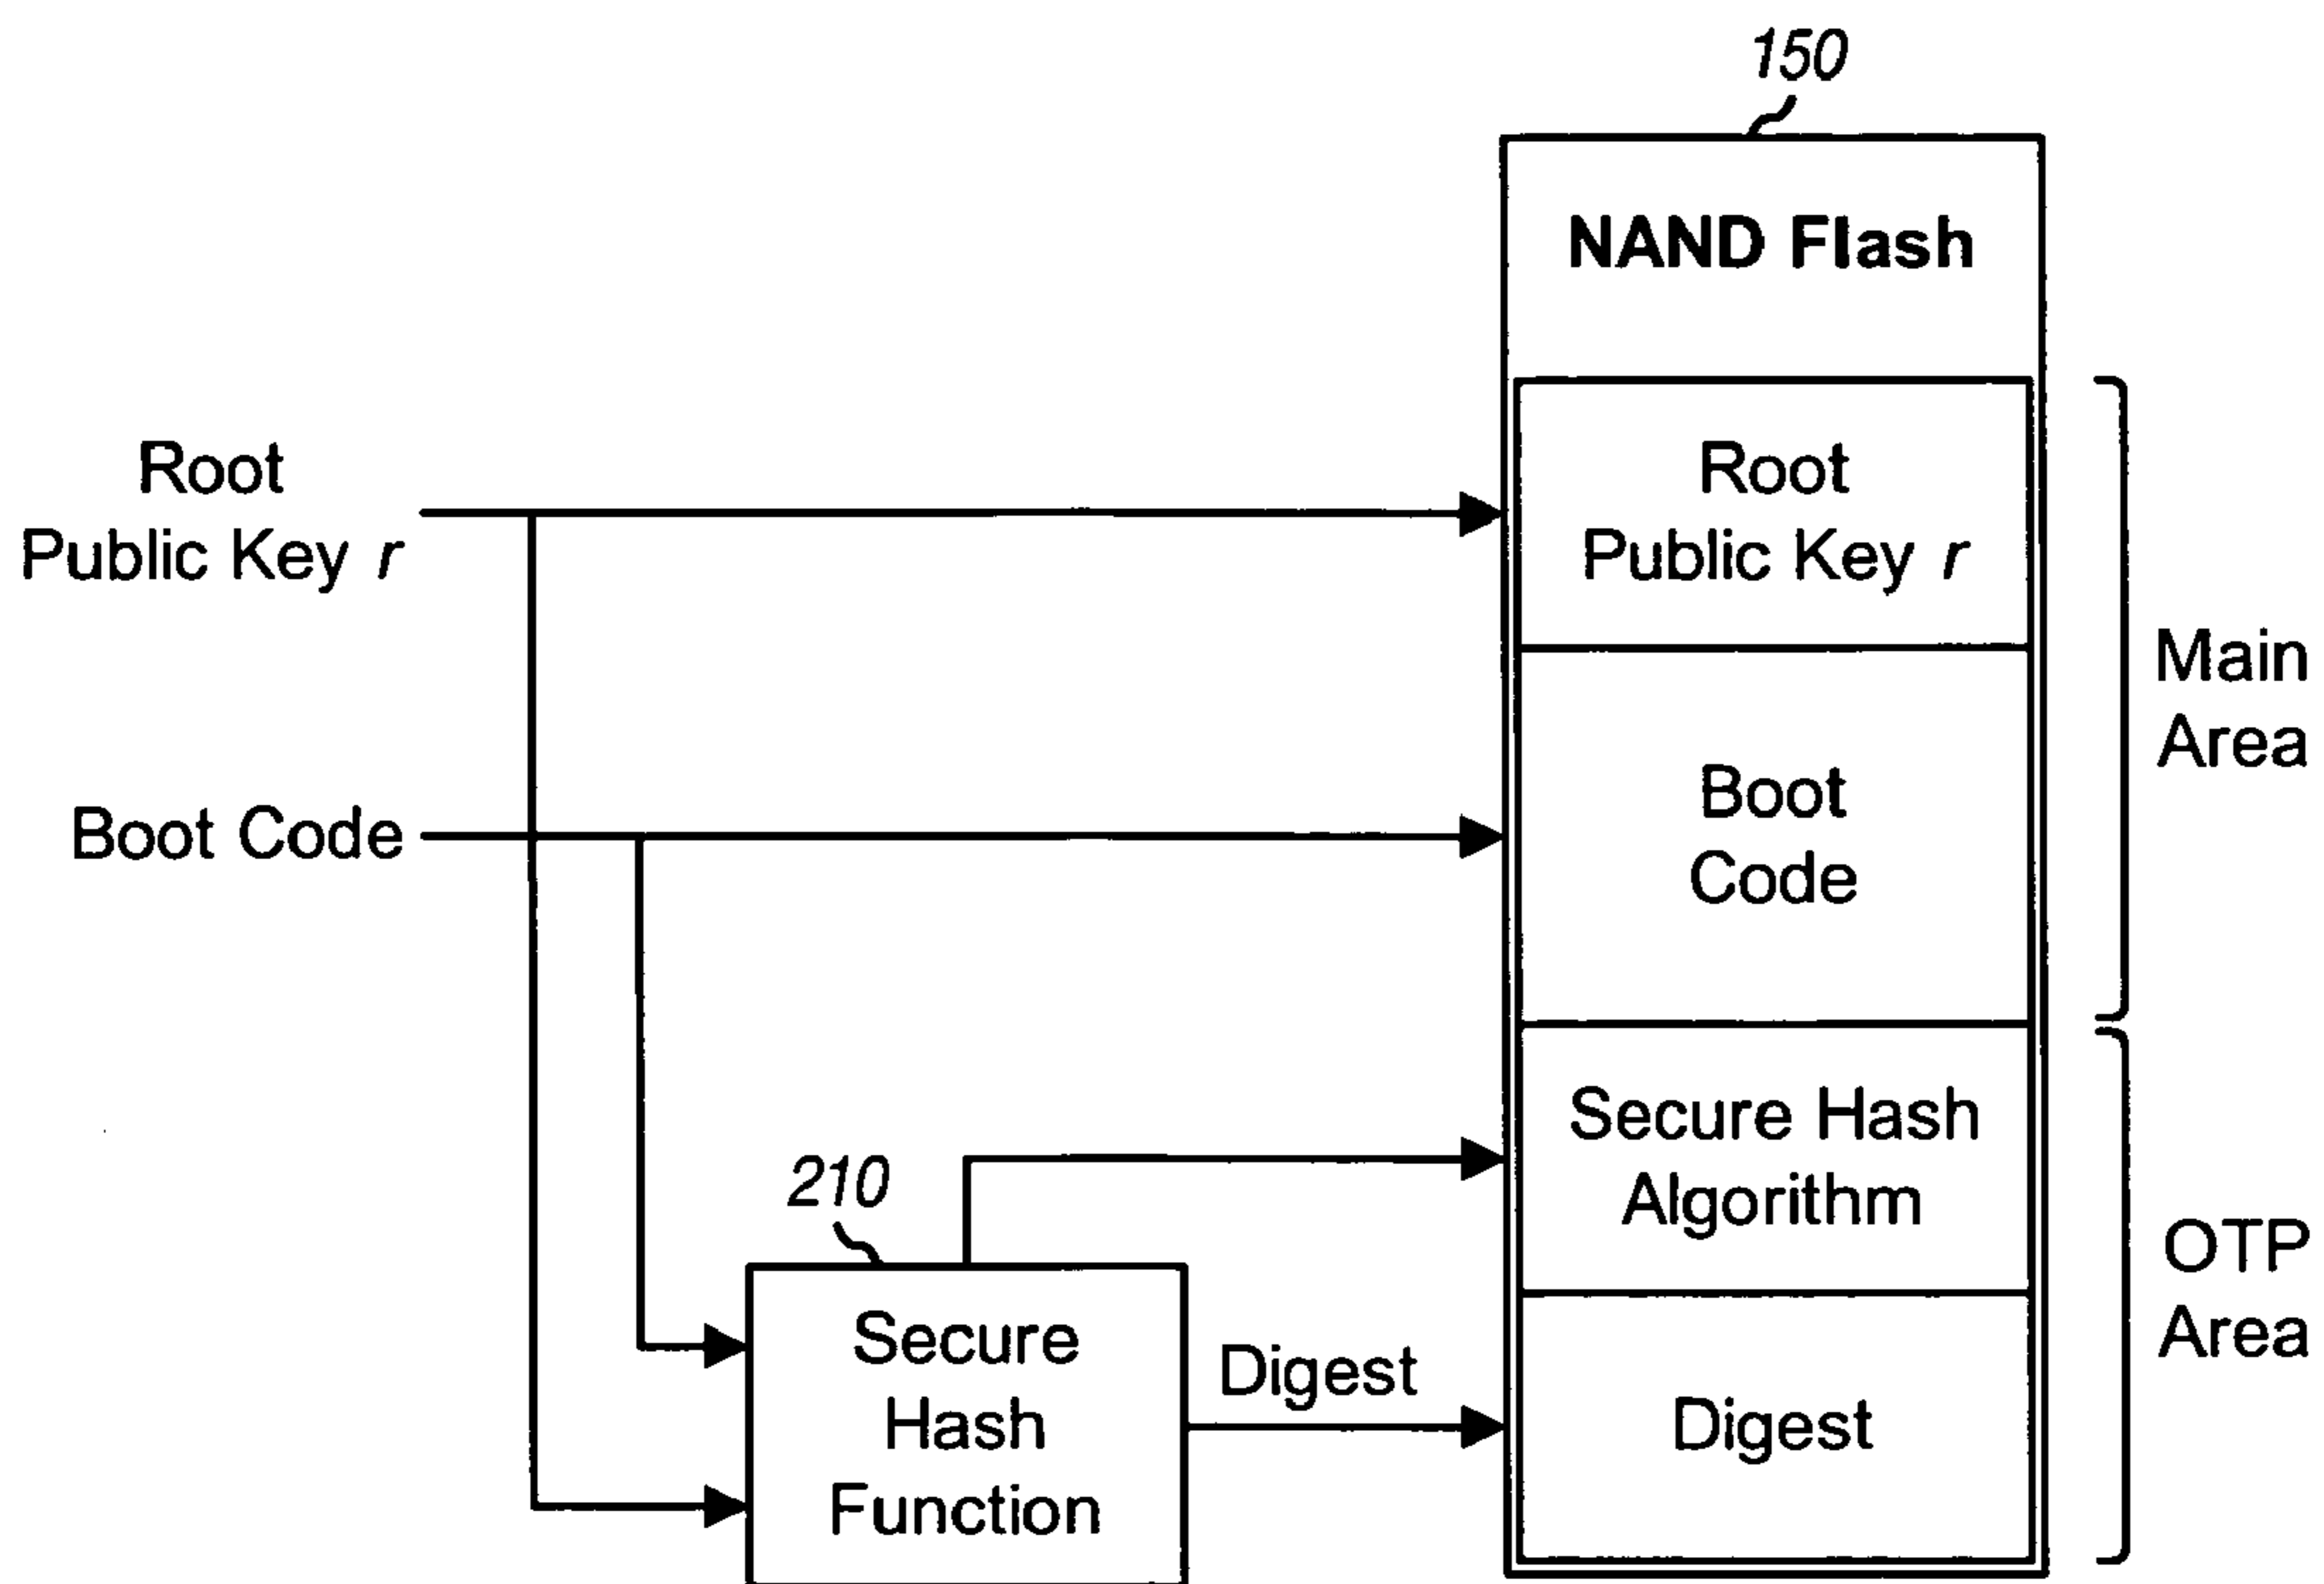 150
NAND Flash
Root
Public Key r
Root
Public Key r
Main
Area
Boot Code
Boot
Code
Secure Hash
Algorithm
210
OTP
Area
Secure
Hash
Function
Digest
Digest